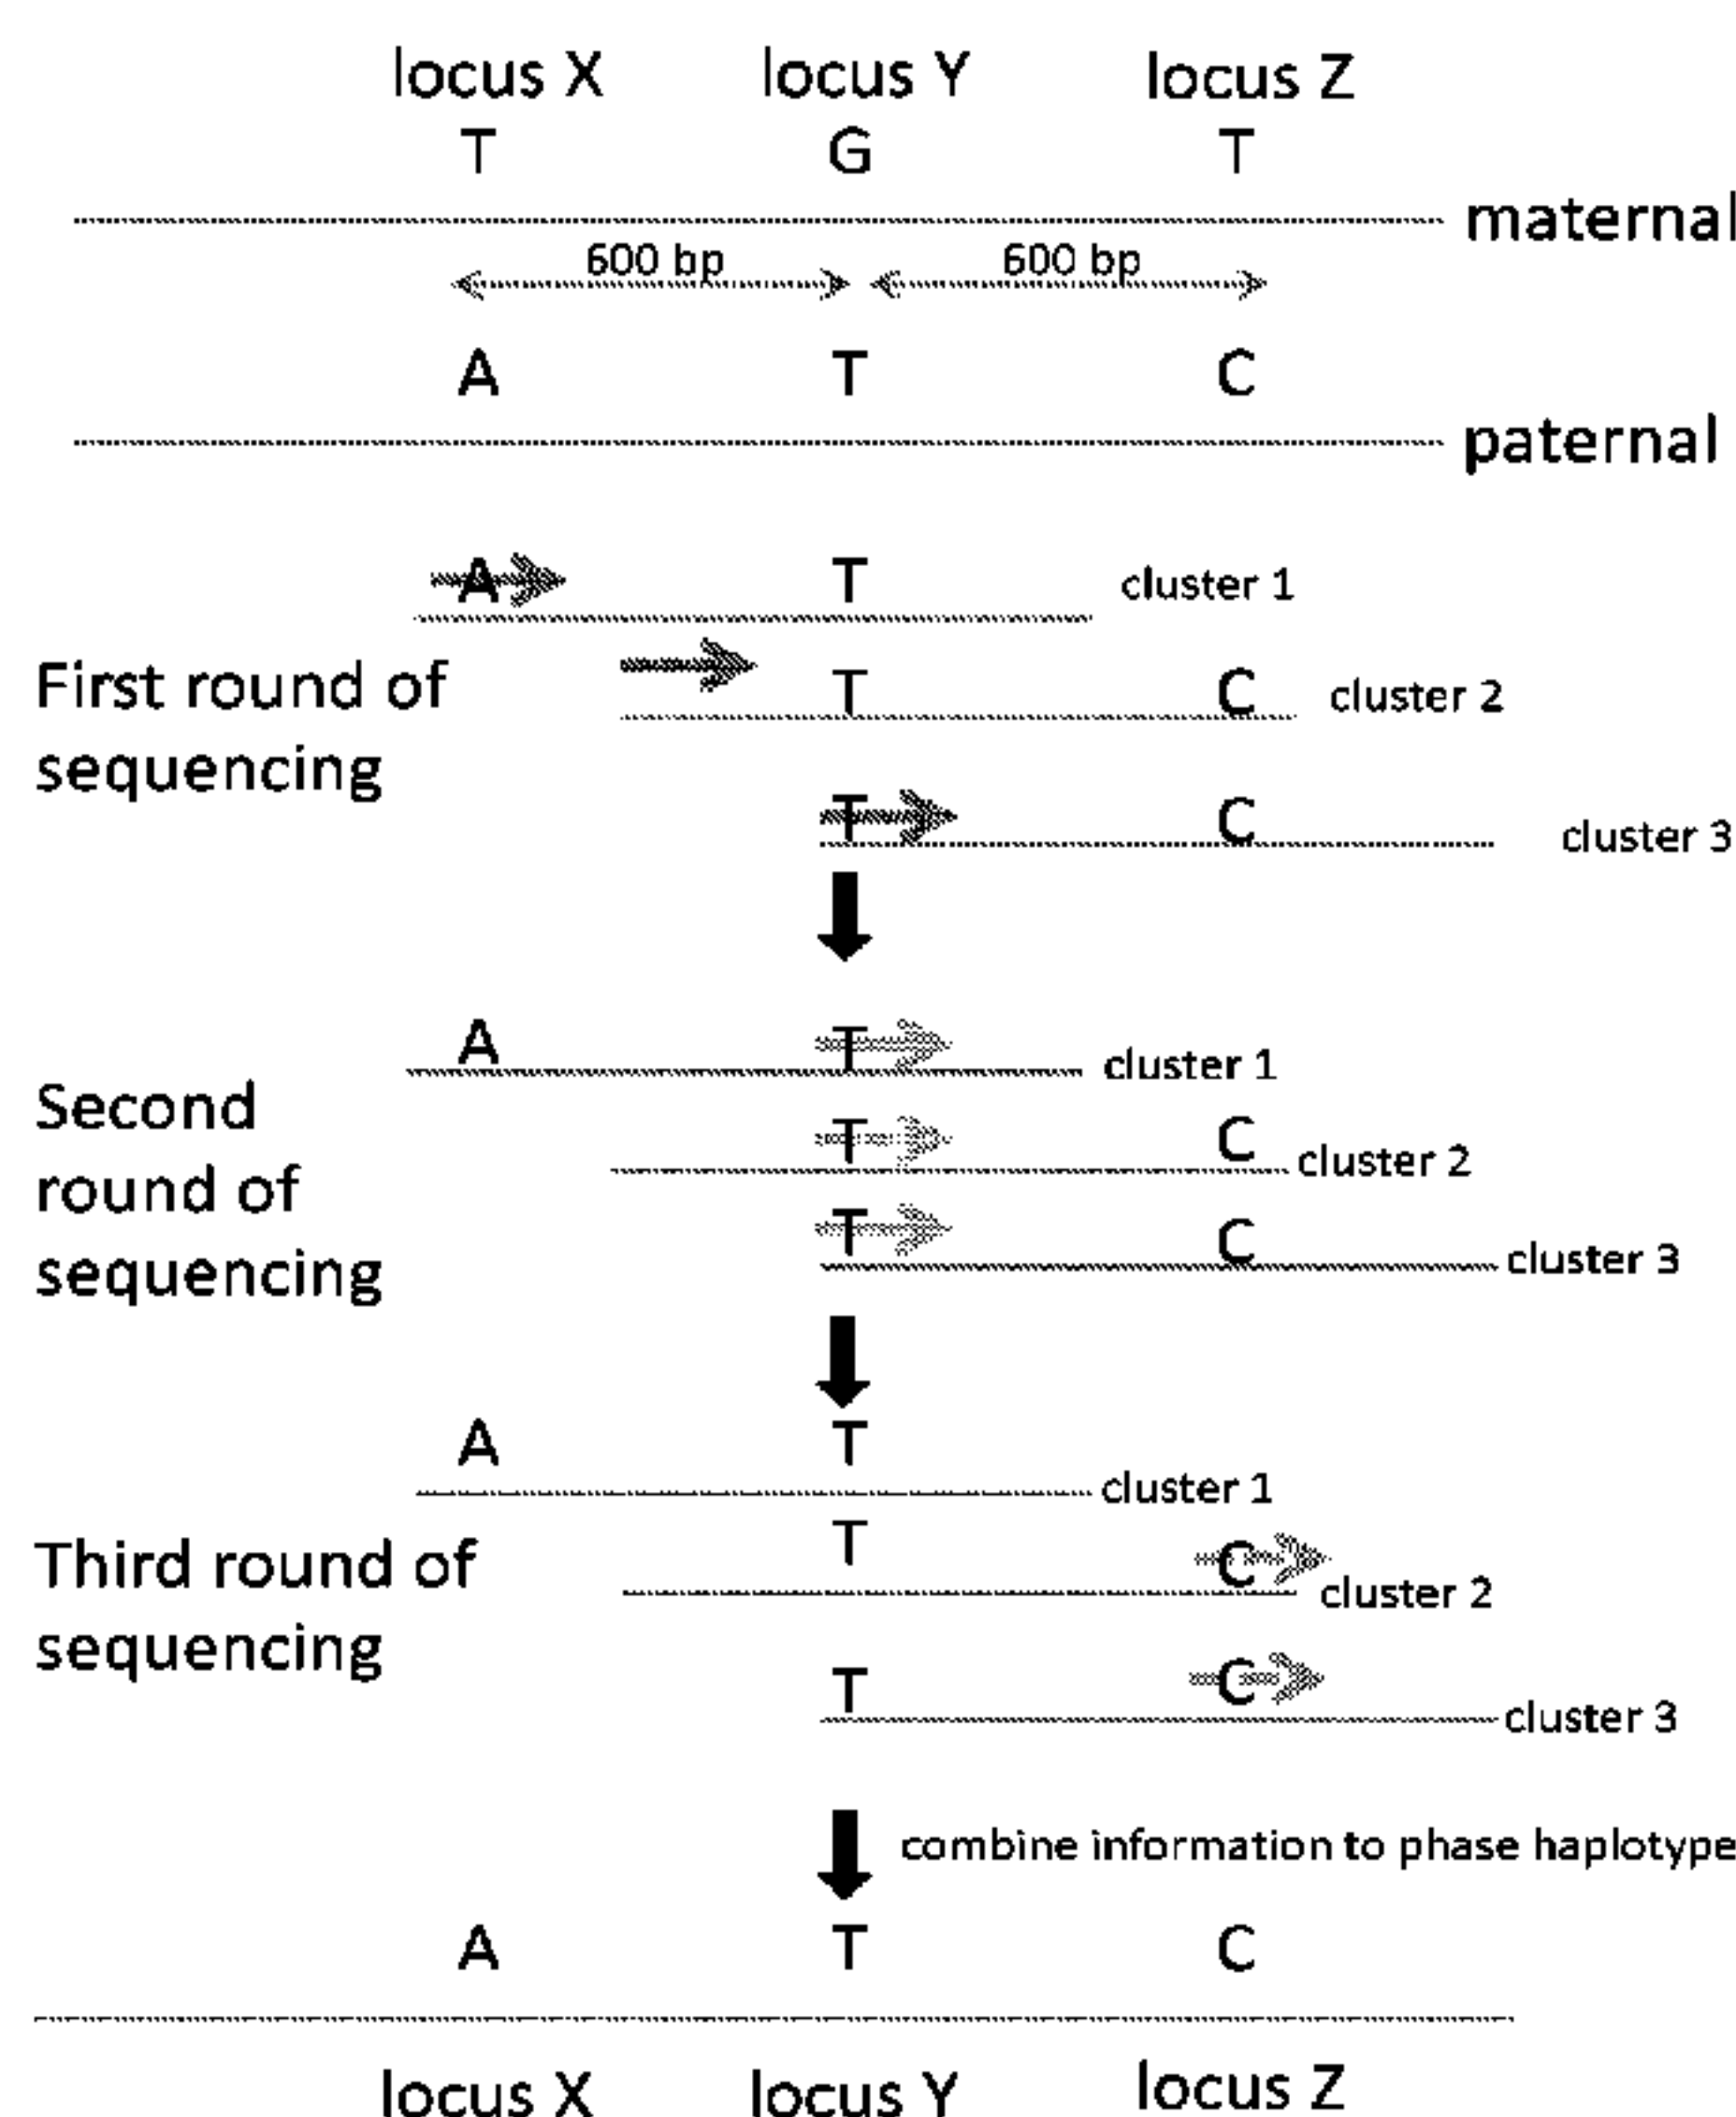 locus X locus Y locus Z
T G T
maternal
600 bp 600 bp
A T C
paternal
A T cluster 1
First round of
sequencing
T C cluster 2
T C cluster 3
A T cluster 1
Second
round of
sequencing
T C cluster 2
T C cluster 3
A T cluster 1
Third round of
sequencing
T C cluster 2
T C cluster 3
combine information to phase haplotype
A T C
locus X locus Y locus Z